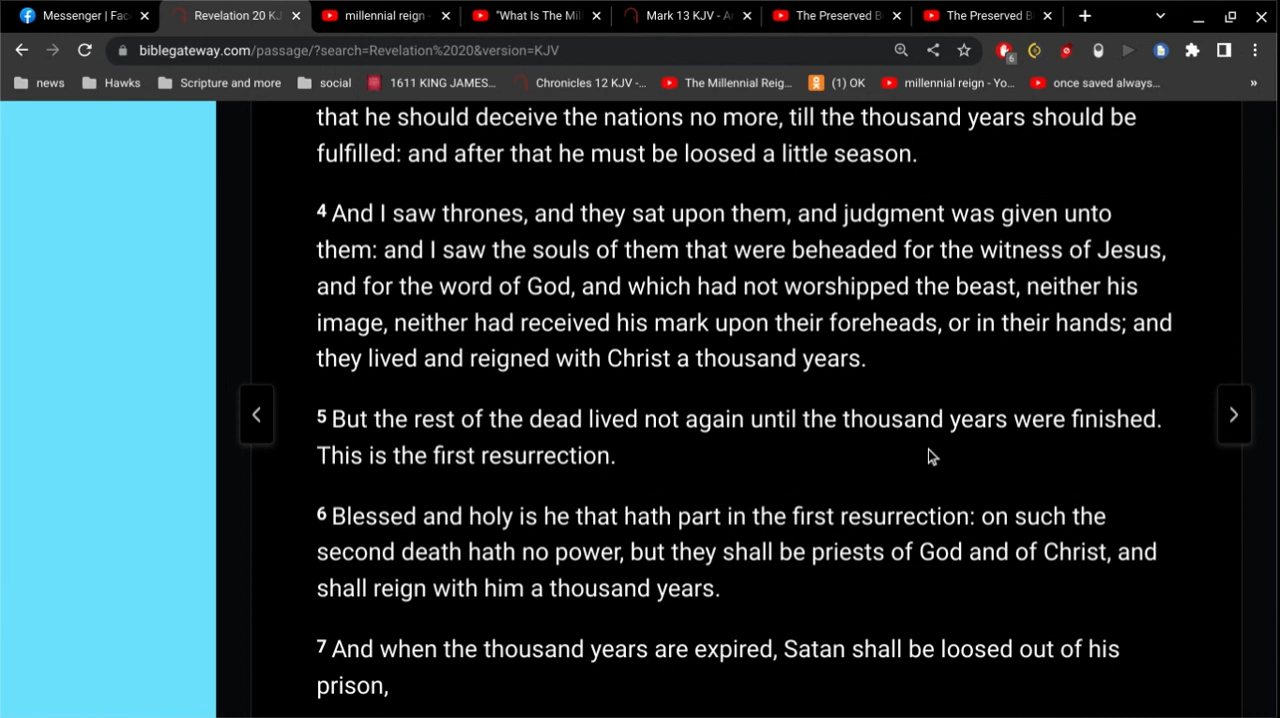 Messenger | Fac
Revelation 20 KJ
millennial reign -
"What Is The Mil
Mark 13 KJV - A
The Preserved B
The Preserved B
biblegateway.com/passage/?search=Revelation%2020&version=KJV
6
news
Hawks
Scripture and more
social
1611 KING JAMES...
Chronicles 12 KJV -...
The Millennial Reig...
(1) OK
millennial reign - Yo...
once saved always...
»
that he should deceive the nations no more, till the thousand years should be
fulfilled: and after that he must be loosed a little season.
4 And I saw thrones, and they sat upon them, and judgment was given unto
them: and I saw the souls of them that were beheaded for the witness of Jesus,
and for the word of God, and which had not worshipped the beast, neither his
image, neither had received his mark upon their foreheads, or in their hands; and
they lived and reigned with Christ a thousand years.
5 But the rest of the dead lived not again until the thousand years were finished.
This is the first resurrection.
6 Blessed and holy is he that hath part in the first resurrection: on such the
second death hath no power, but they shall be priests of God and of Christ, and
shall reign with him a thousand years.
7 And when the thousand years are expired, Satan shall be loosed out of his
prison,